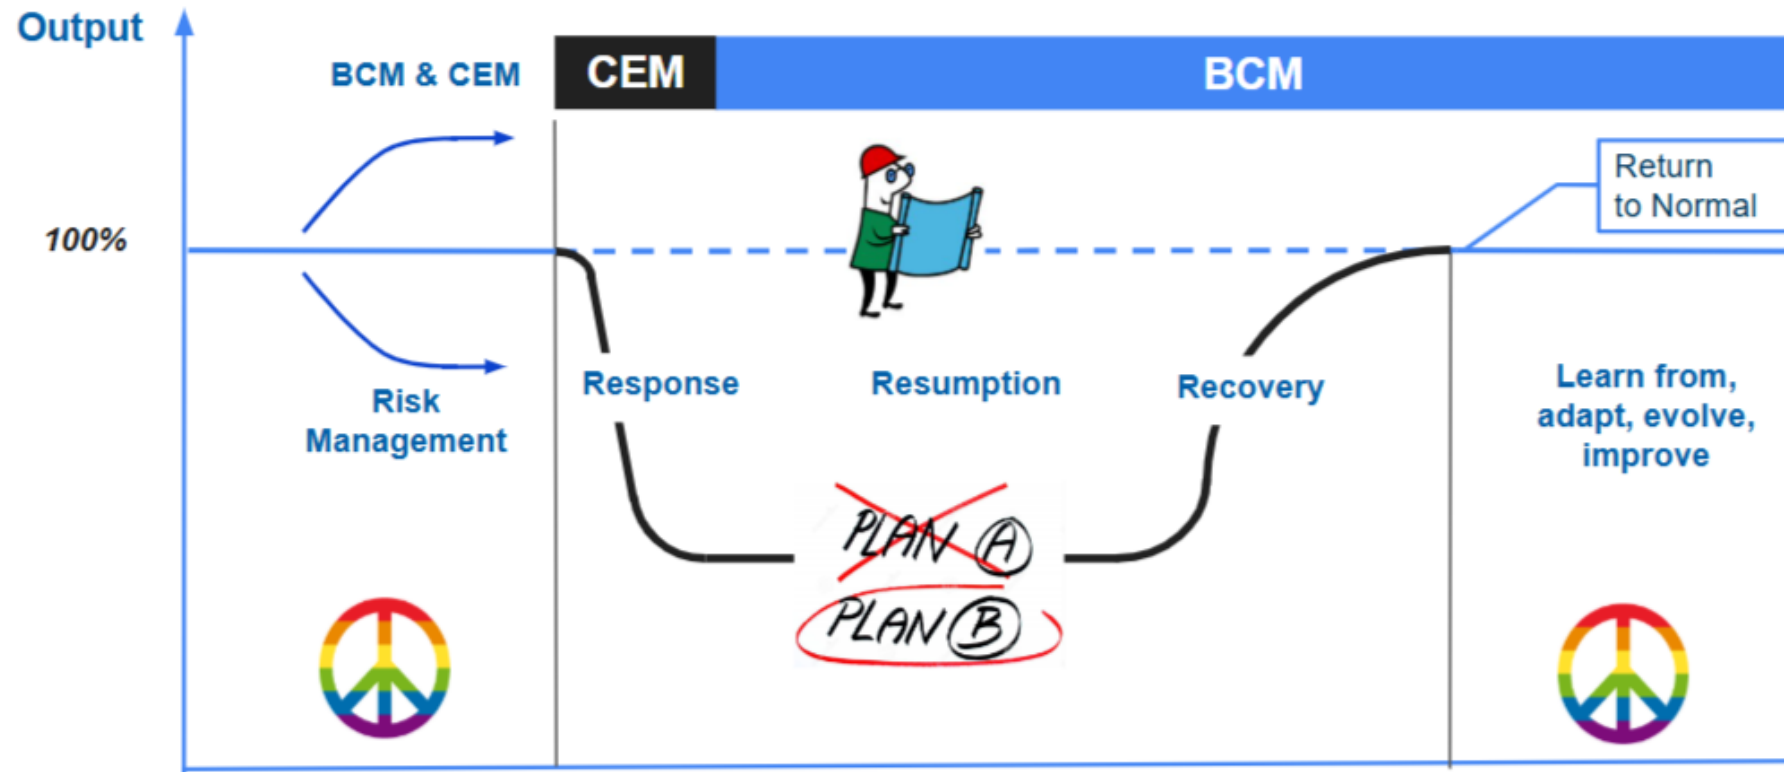 Output
BCM & CEM
CEM
BCM
Return
to Normal
100%
Response
Resumption
Recovery
Risk
Management
Learn from,
adapt, evolve,
improve
PLAN A
PLAN B